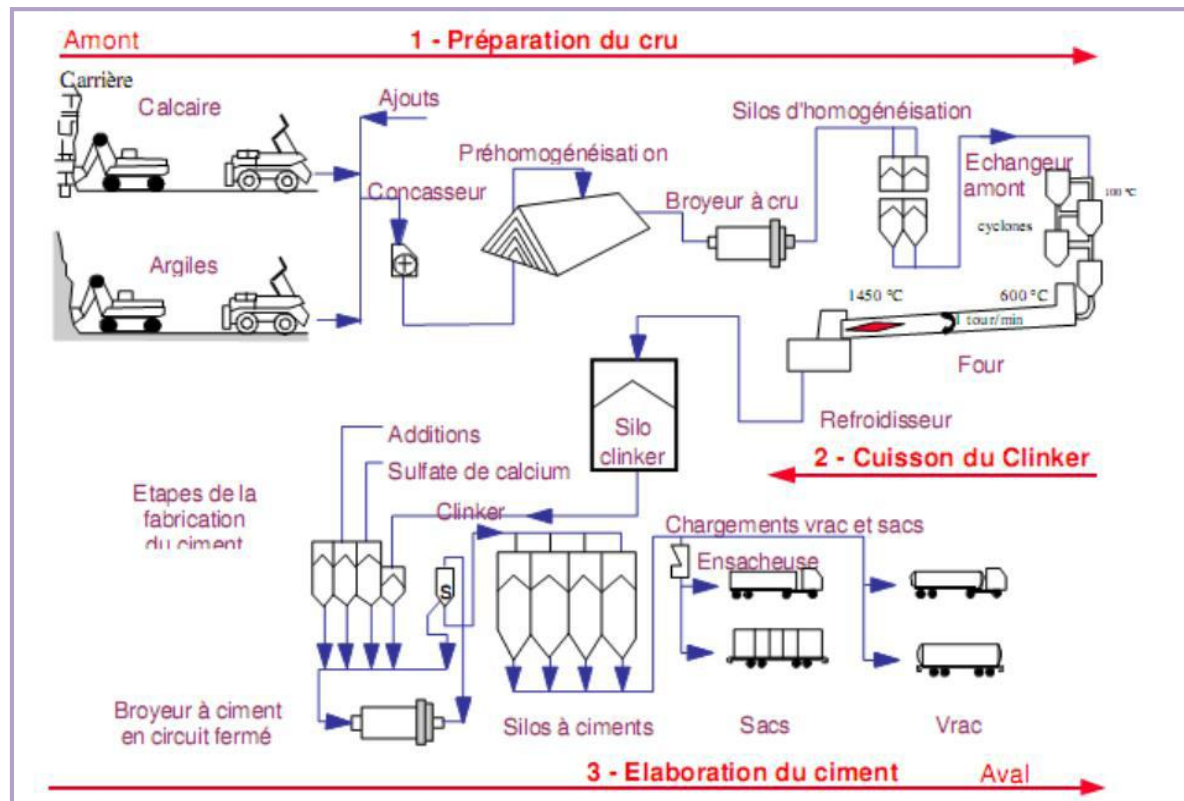 Amont
1 - Préparation du cru
Carrière
Calcaire
Ajouts
Silos d'homogénéisation
Préhomogénéisation
Echangeur
amont
Concasseur
100 °C
Broyeur à cru
cyclones
Argiles
1450 °C
600 °C
1 tour/min
Four
Refroidisseur
Silo
clinker
Additions
2 - Cuisson du Clinker
Sulfate de calcium
Etapes de la
fabrication
du ciment
Clinker
Chargements vrac et sacs
Ensacheuse
S
Broyeur à ciment
en circuit fermé
Silos à ciments
Sacs
Vrac
3 - Elaboration du ciment
Aval